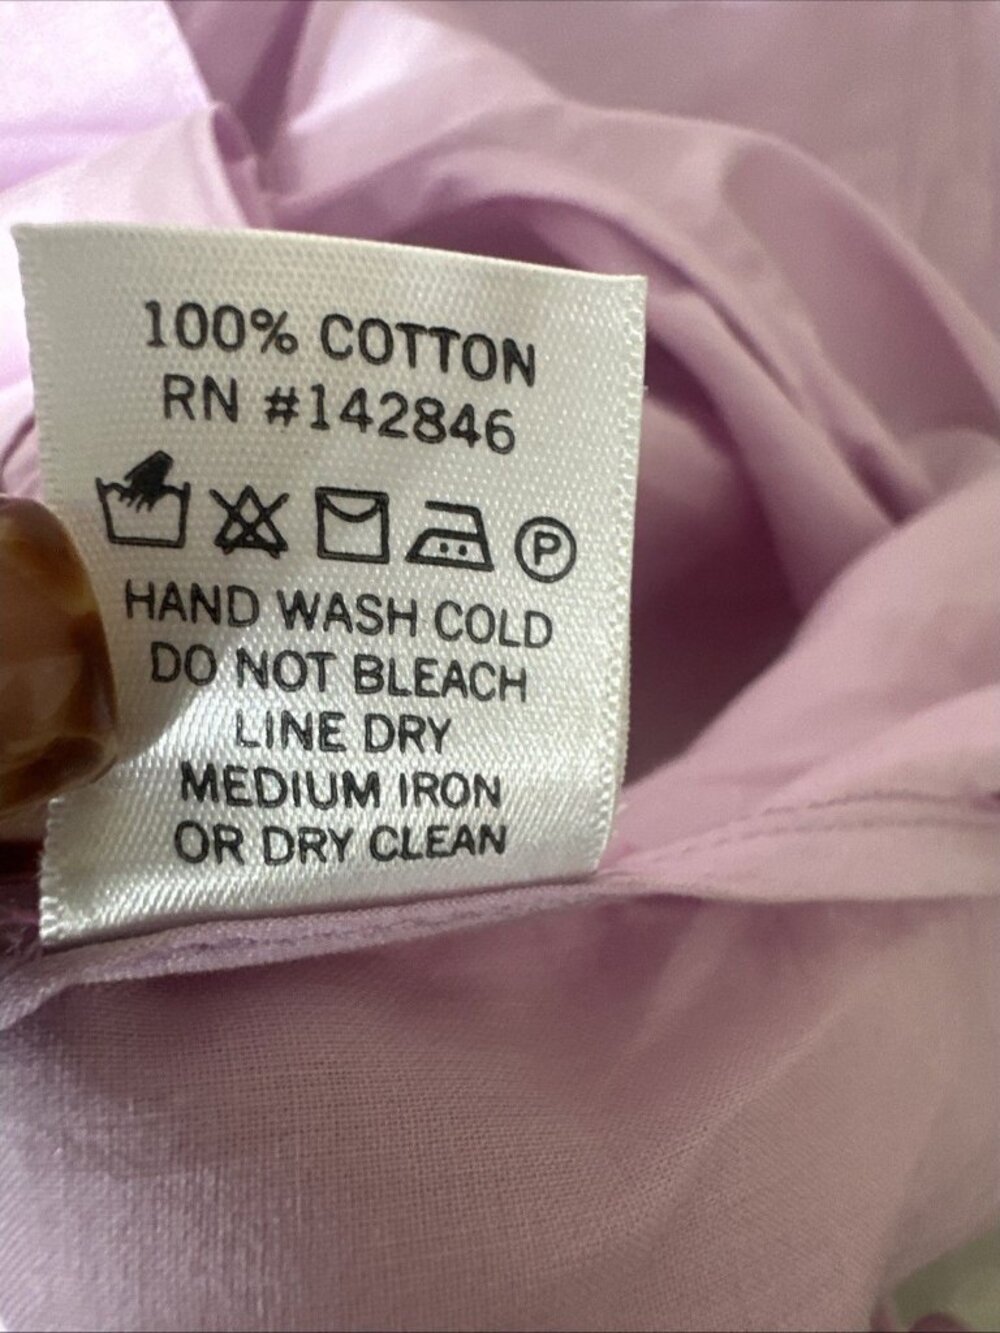 100% COTTON
RN #142846
P
HAND WASH COLD
DO NOT BLEACH
LINE DRY
MEDIUM IRON
OR DRY CLEAN